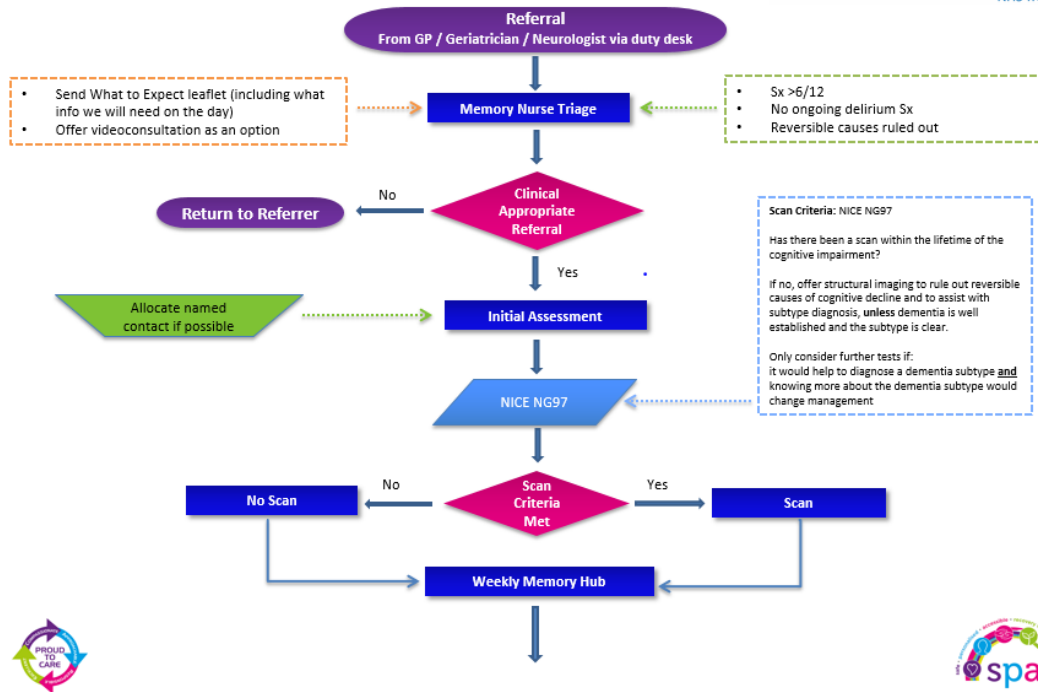 Referral
From GP / Geriatrician / Neurologist via duty desk
• Send What to Expect leaflet (including what
info we will need on the day)
• Offer videoconsultation as an option
Memory Nurse Triage
• Sx >6/12
• No ongoing delirium Sx
• Reversible causes ruled out
Clinical
Appropriate
Referral
No
Return to Referrer
Yes
Scan Criteria: NICE NG97
Has there been a scan within the lifetime of the
cognitive impairment?
If no, offer structural imaging to rule out reversible
causes of cognitive decline and to assist with
subtype diagnosis, unless dementia is well
established and the subtype is clear.
Only consider further tests if:
it would help to diagnose a dementia subtype and
knowing more about the dementia subtype would
change management
Allocate named
contact if possible
Initial Assessment
NICE NG97
Scan
Criteria
Met
No
Yes
No Scan
Scan
Weekly Memory Hub
PROUD
TO
CARE
spa